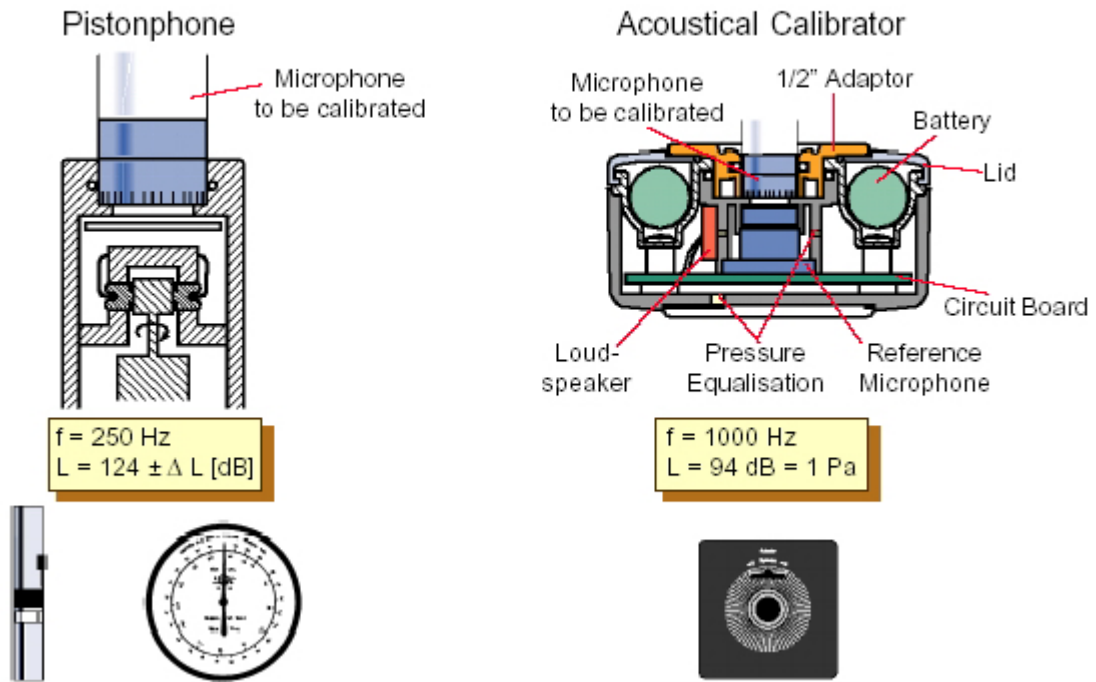 Pistonphone
Microphone
to be calibrated
f = 250 Hz
L = 124 ± Δ L [dB]
Acoustical Calibrator
Microphone
to be calibrated
1/2" Adaptor
Battery
Lid
Circuit Board
Loud-
speaker
Pressure
Equalisation
Reference
Microphone
f = 1000 Hz
L = 94 dB = 1 Pa